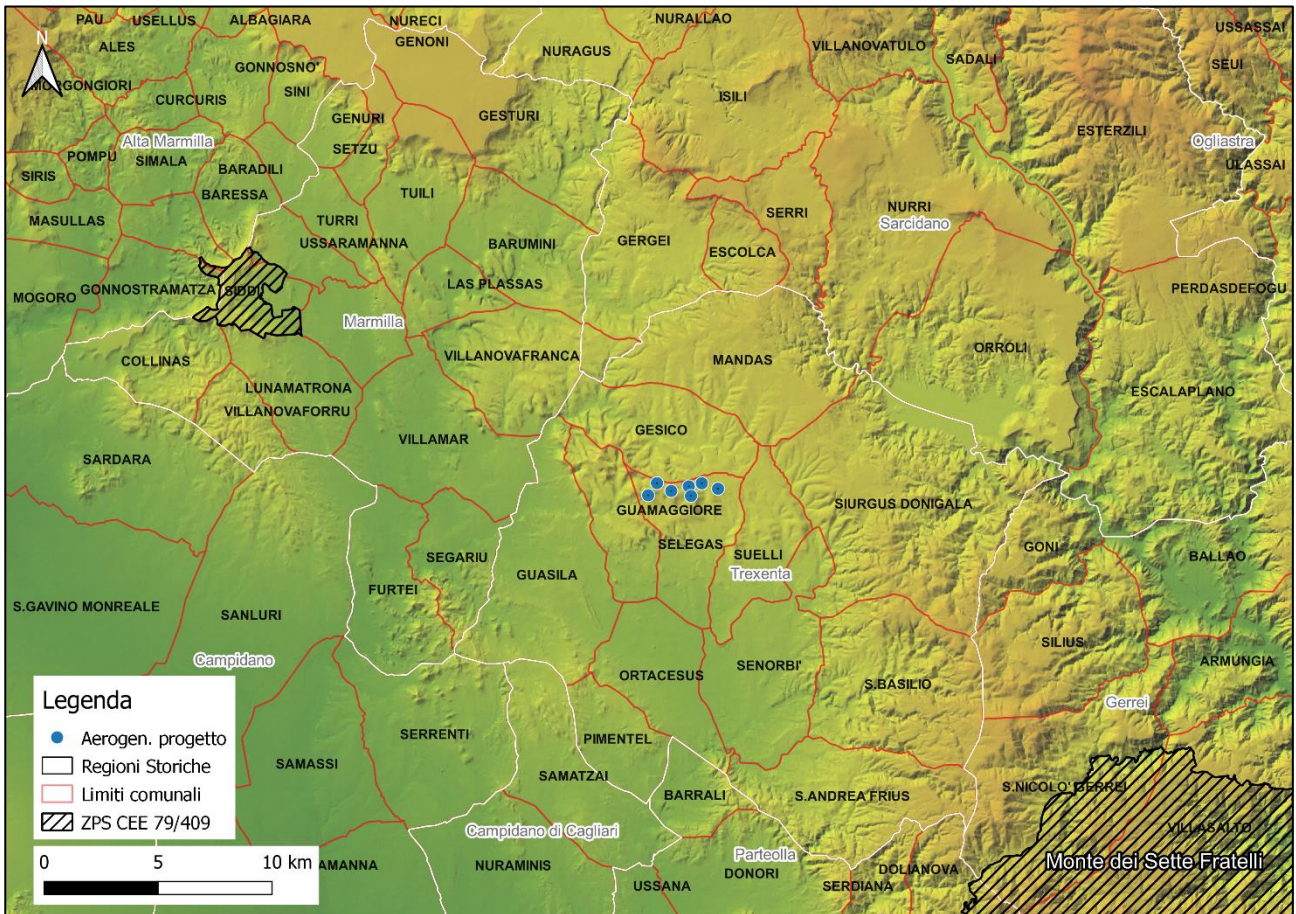 PAU
USELLUS
ALBAGIARA
NURECI
GENONI
NURALLAO
USSASSAI
N
ALES
NURAGUS
VILLANOVATULO
SADALI
SEUI
MORGONGIORI
GONNOSNO'
SINI
CURCURIS
ISILI
GENURI
GESTURI
ESTERZILI
Alta Marmilla
Ogliastra
POMPU
SIMALA
SETZU
ULASSAI
SIRIS
BARADILI
BARESSA
TUILI
SERRI
NURRI
MASULLAS
TURRI
Sarcidano
USSARAMANNA
BARUMINI
GERGEI
ESCOLCA
LAS PLASSAS
MOGORO
GONNOSTRAMATZA
SIDDI
PERDASDEFOGU
Marmilla
COLLINAS
VILLANOVAFRANCA
MANDAS
ORROLI
LUNAMATRONA
ESCALAPLANO
VILLANOVAFORRU
VILLAMAR
GESICO
SARDARA
SIURGUS DONIGALA
GUAMAGGIORE
SELEGAS
GONI
SEGARIU
SUELLI
BALLAO
GUASILA
Trexenta
FURTEI
S.GAVINO MONREALE
SANLURI
SILIUS
Campidano
ORTACESUS
SENORBI'
ARMUNGIA
S.BASILIO
Gerrei
SERRENTI
PIMENTEL
SAMASSI
SAMATZAI
BARRALI
S.ANDREA FRIUS
S.NICOLO' GERREI
Campidano di Cagliari
VILLASALTO
Parteolla
AMANNA
NURAMINIS
DONORI
DOLIANOVA
Monte dei Sette Fratelli
USSANA
SERDIANA
Legenda
Aerogen. progetto
Regioni Storiche
Limiti comunali
ZPS CEE 79/409
0 5 10 km